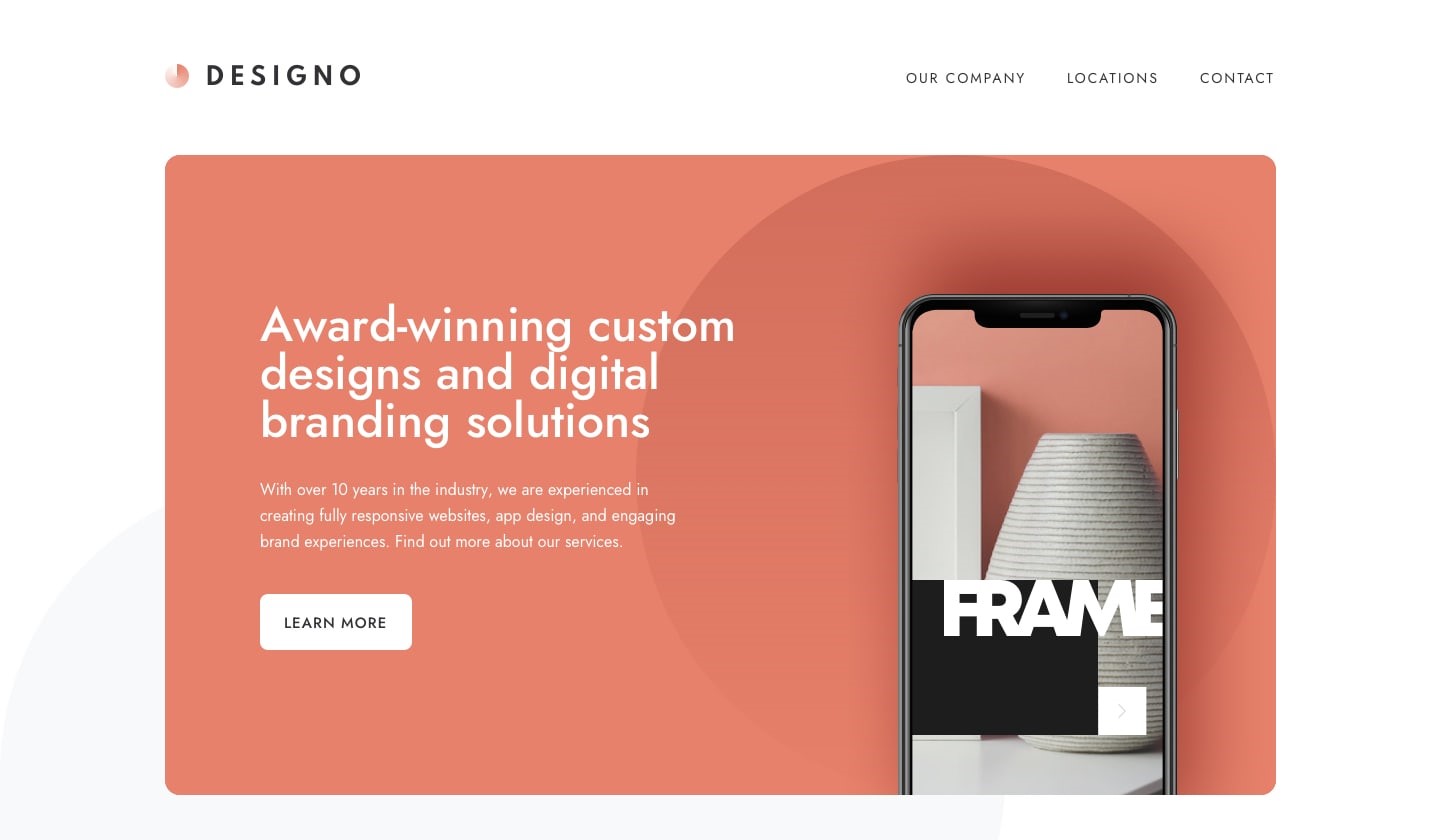 DESIGNO
OUR COMPANY LOCATIONS CONTACT
Award-winning custom
designs and digital
branding solutions
With over 10 years in the industry, we are experienced in
creating fully responsive websites, app design, and engaging
brand experiences. Find out more about our services.
LEARN MORE
FRAME